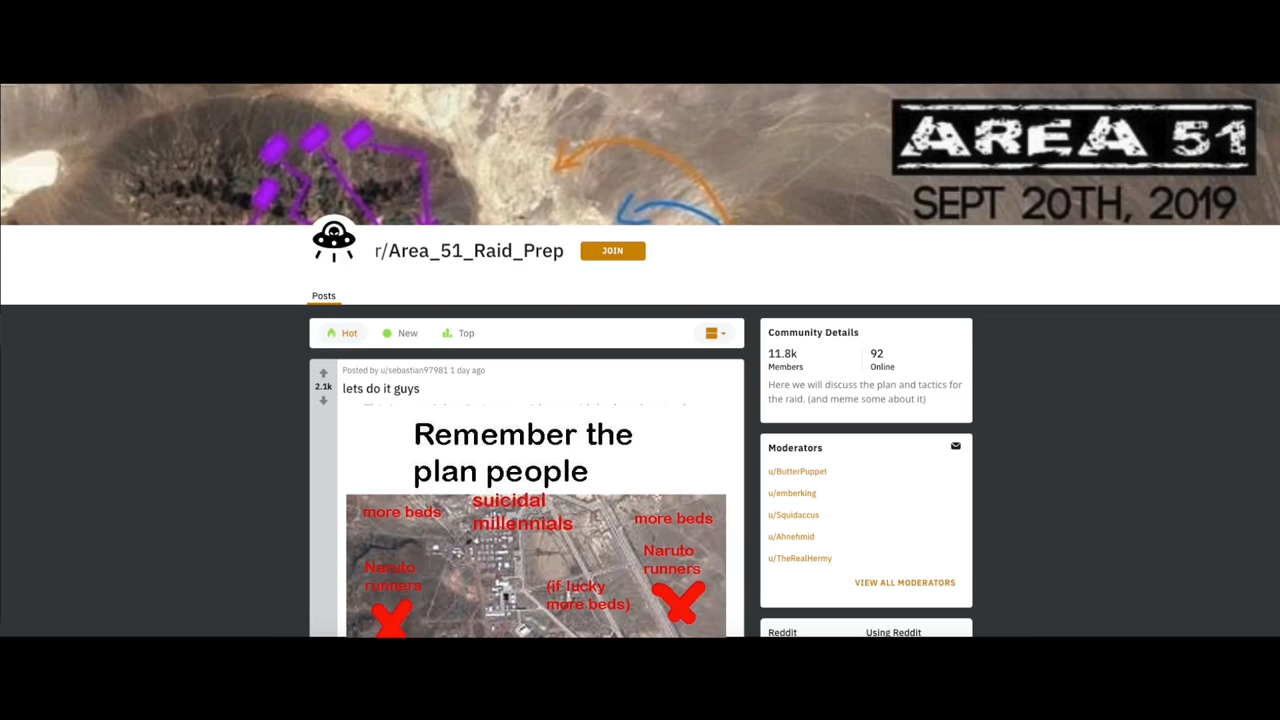 AREA 51
SEPT 20TH, 2019
r/Area_51_Raid_Prep
JOIN
Posts
Hot
New
Top
2.1k
Posted by u/sebastian97981 1 day ago
lets do it guys
Remember the
plan people
more beds
suicidal
millennials
more beds
Naruto
runners
Naruto
runners
(if lucky
more beds)
Community Details
11.8k
Members
92
Online
Here we will discuss the plan and tactics for
the raid. (and meme some about it)
Moderators
u/ButterPuppet
u/emberking
u/Squidaccus
u/Ahnehmid
u/TheRealHermy
VIEW ALL MODERATORS
Reddit
Using Reddit